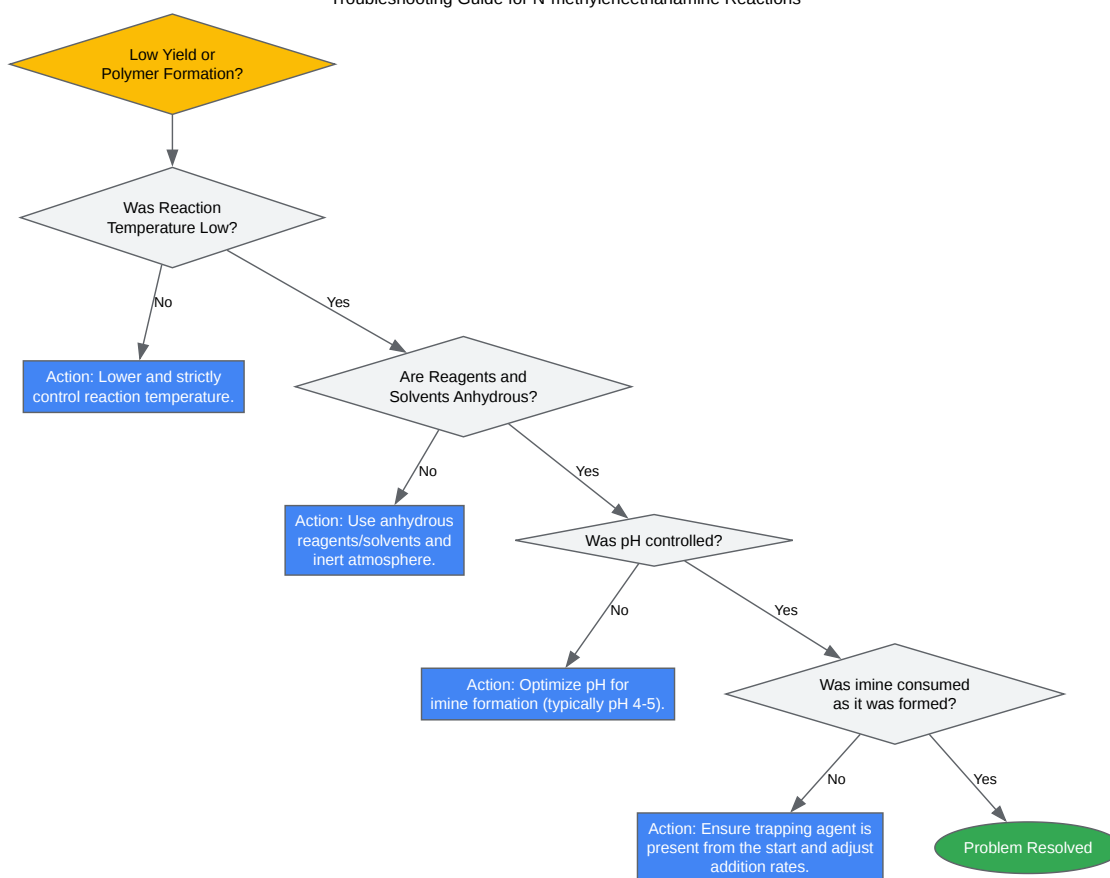 Troubleshooting Guide for N-methyleneethanamine Reactions
Low Yield or
Polymer Formation?
Was Reaction
Temperature Low?
No
Yes
Action: Lower and strictly
control reaction temperature.
Are Reagents and
Solvents Anhydrous?
No
Yes
Action: Use anhydrous
reagents/solvents and
inert atmosphere.
Was pH controlled?
No
Yes
Action: Optimize pH for
imine formation (typically pH 4-5).
Was imine consumed
as it was formed?
No
Yes
Action: Ensure trapping agent is
present from the start and adjust
addition rates.
Problem Resolved